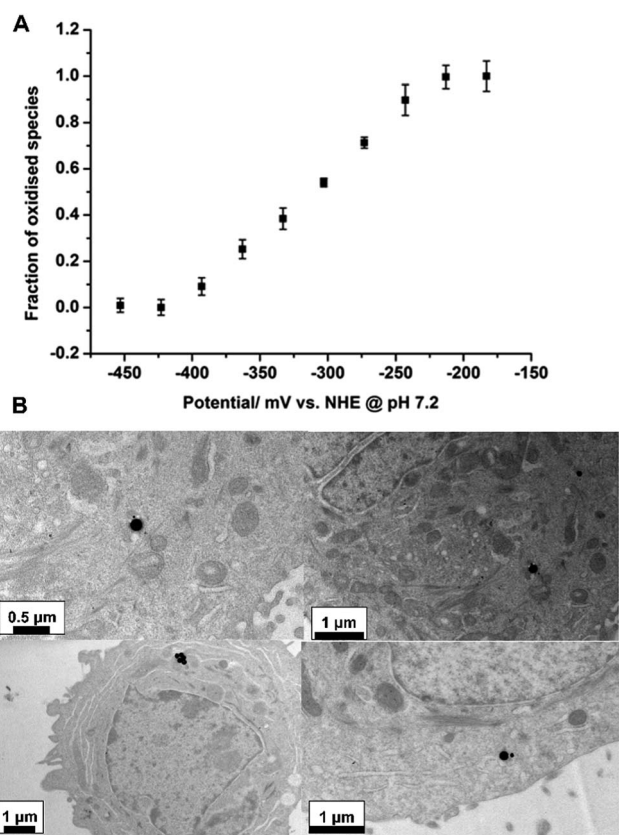 A
1.2
1.0
0.8
0.6
0.4
0.2
0.0
-0.2
Fraction of oxidised species
-450 -400 -350 -300 -250 -200 -150
Potential/ mV vs. NHE @ pH 7.2
B
0.5 µm
1 µm
1 µm
1 µm